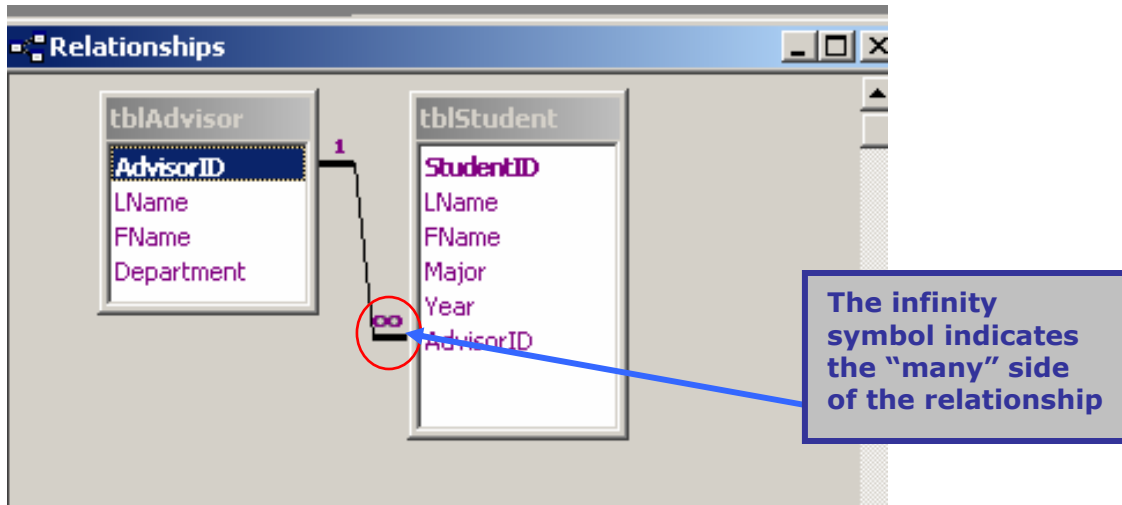 Relationships
tblAdvisor
AdvisorID
LName
FName
Department
1
∞
tblStudent
StudentID
LName
FName
Major
Year
AdvisorID
The infinity
symbol indicates
the “many” side
of the relationship